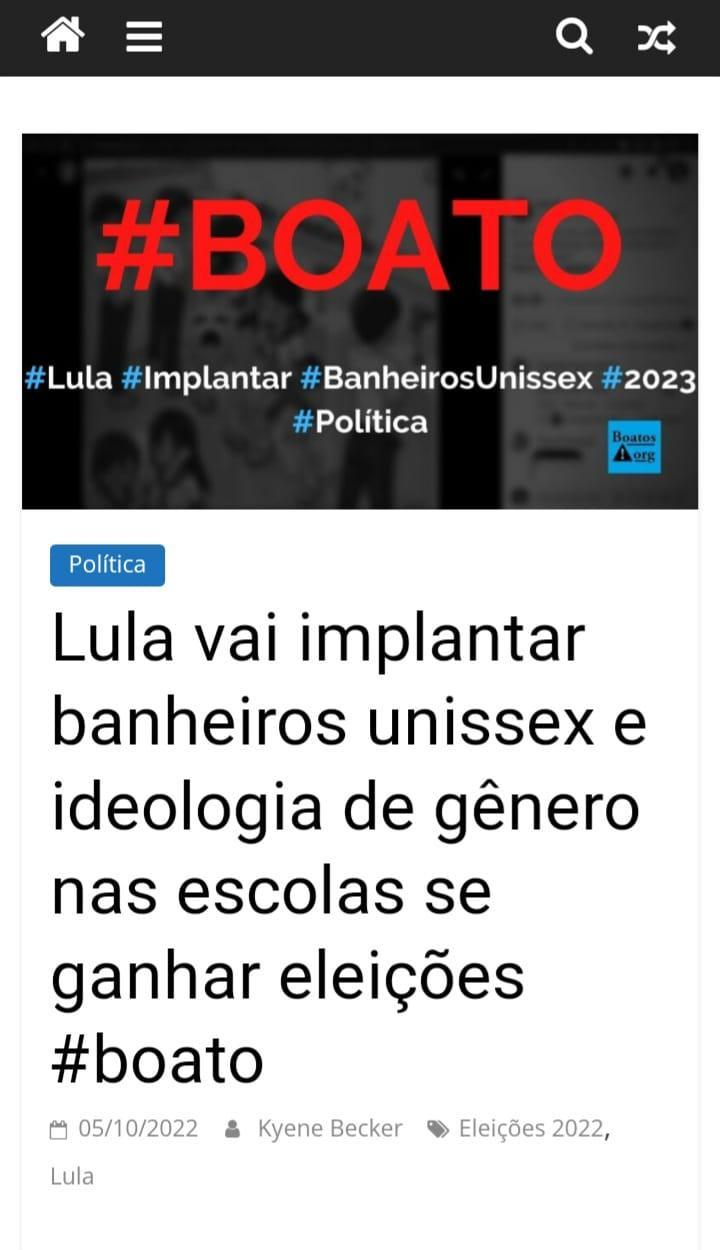 #BOATO
#Lula #Implantar #BanheirosUnissex #2023
#Política
Boatos
org
Política
Lula vai implantar
banheiros unissex e
ideologia de gênero
nas escolas se
ganhar eleições
#boato
05/10/2022 Kyene Becker Eleições 2022,
Lula